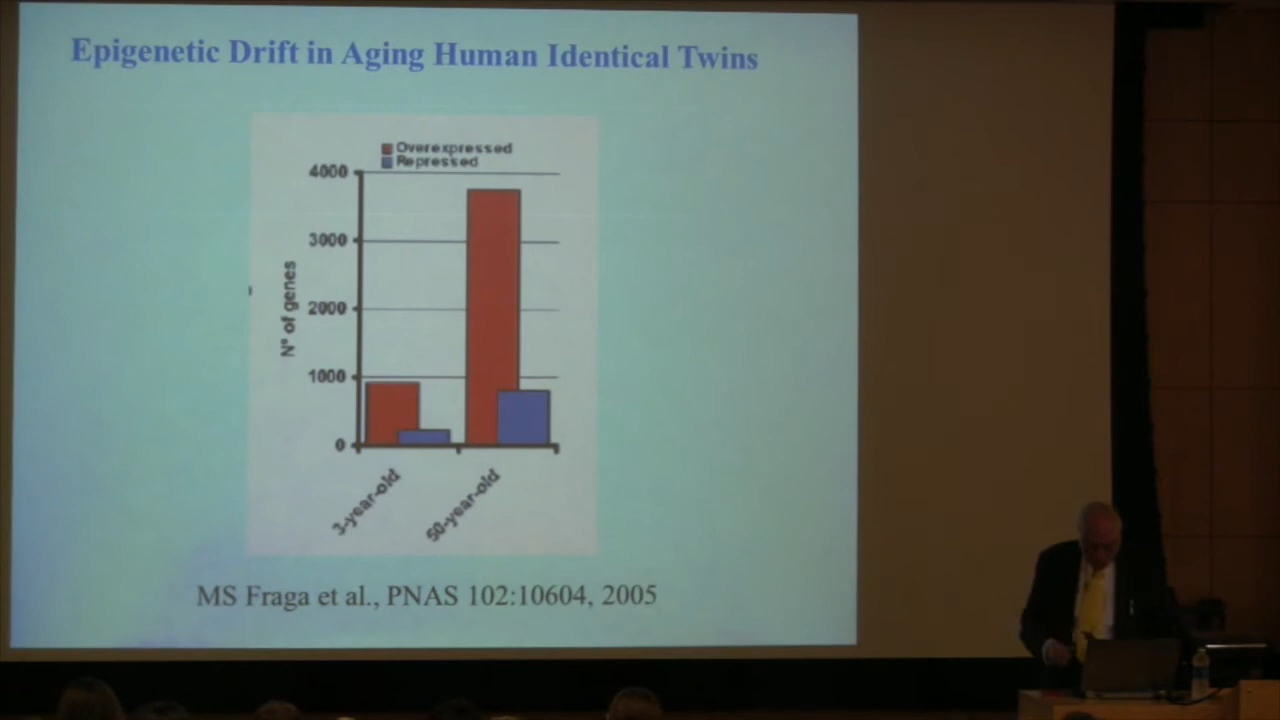 Epigenetic Drift in Aging Human Identical Twins
Overexpressed
Repressed
4000
3000
2000
1000
0
N° of genes
3-year-old
50-year-old
MS Fraga et al., PNAS 102:10604, 2005